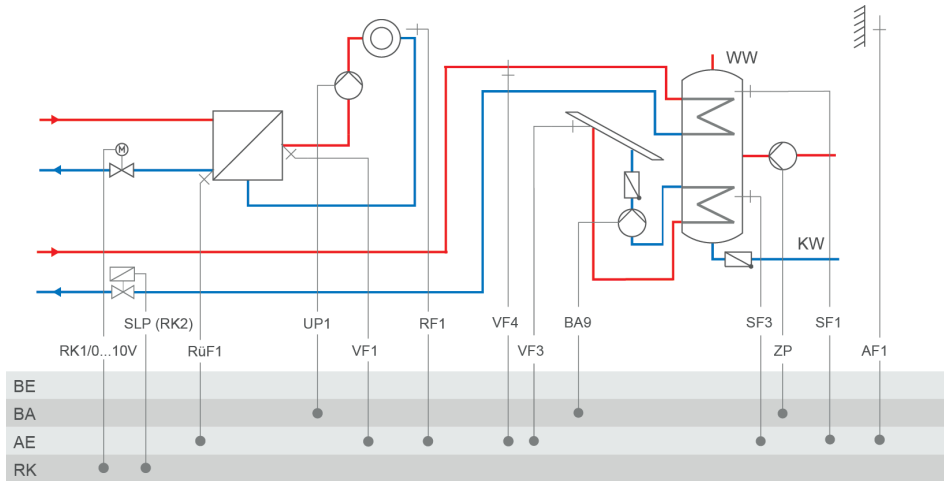 WW
M
KW
SLP (RK2) UP1 RF1 VF4 BA9 SF3 SF1
RK1/0...10V RüF1 VF1 VF3 ZP AF1
BE
BA
AE
RK